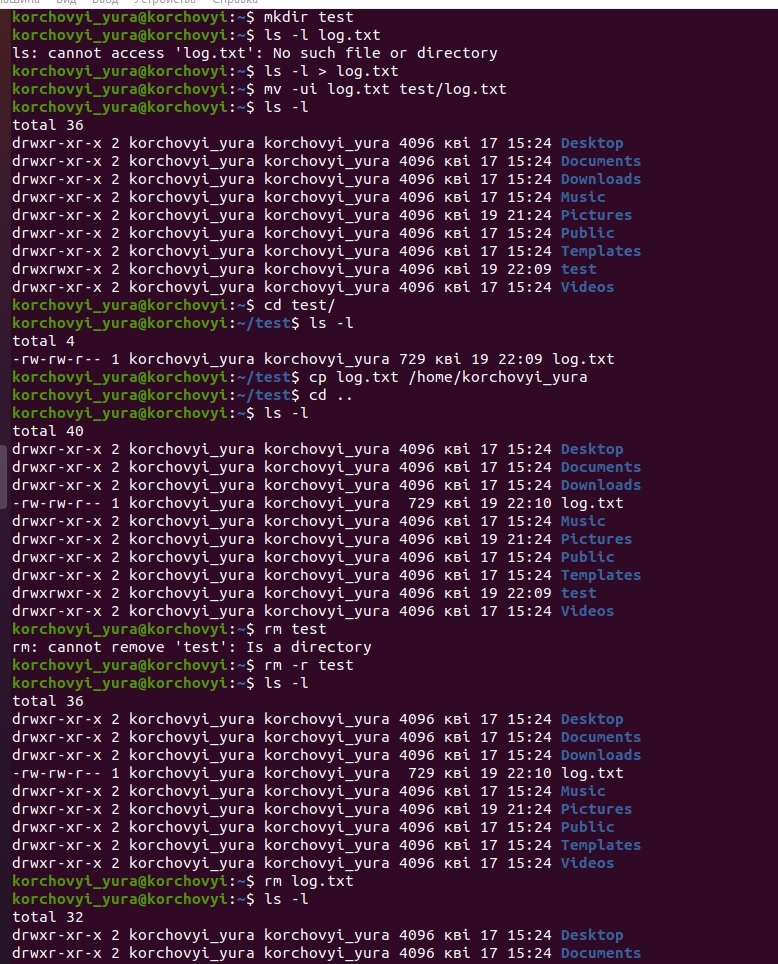 Машина Вид Ввод Устройства Справка
korchovyi_yura@korchovyi:~$ mkdir test
korchovyi_yura@korchovyi:~$ ls -l log.txt
ls: cannot access 'log.txt': No such file or directory
korchovyi_yura@korchovyi:~$ ls -l > log.txt
korchovyi_yura@korchovyi:~$ mv -ui log.txt test/log.txt
korchovyi_yura@korchovyi:~$ ls -l
total 36
drwxr-xr-x 2 korchovyi_yura korchovyi_yura 4096 кві 17 15:24 Desktop
drwxr-xr-x 2 korchovyi_yura korchovyi_yura 4096 кві 17 15:24 Documents
drwxr-xr-x 2 korchovyi_yura korchovyi_yura 4096 кві 17 15:24 Downloads
drwxr-xr-x 2 korchovyi_yura korchovyi_yura 4096 кві 17 15:24 Music
drwxr-xr-x 2 korchovyi_yura korchovyi_yura 4096 кві 19 21:24 Pictures
drwxr-xr-x 2 korchovyi_yura korchovyi_yura 4096 кві 17 15:24 Public
drwxr-xr-x 2 korchovyi_yura korchovyi_yura 4096 кві 17 15:24 Templates
drwxrwxr-x 2 korchovyi_yura korchovyi_yura 4096 кві 19 22:09 test
drwxr-xr-x 2 korchovyi_yura korchovyi_yura 4096 кві 17 15:24 Videos
korchovyi_yura@korchovyi:~$ cd test/
korchovyi_yura@korchovyi:~/test$ ls -l
total 4
-rw-rw-r-- 1 korchovyi_yura korchovyi_yura 729 кві 19 22:09 log.txt
korchovyi_yura@korchovyi:~/test$ cp log.txt /home/korchovyi_yura
korchovyi_yura@korchovyi:~/test$ cd ..
korchovyi_yura@korchovyi:~$ ls -l
total 40
drwxr-xr-x 2 korchovyi_yura korchovyi_yura 4096 кві 17 15:24 Desktop
drwxr-xr-x 2 korchovyi_yura korchovyi_yura 4096 кві 17 15:24 Documents
drwxr-xr-x 2 korchovyi_yura korchovyi_yura 4096 кві 17 15:24 Downloads
-rw-rw-r-- 1 korchovyi_yura korchovyi_yura  729 кві 19 22:10 log.txt
drwxr-xr-x 2 korchovyi_yura korchovyi_yura 4096 кві 17 15:24 Music
drwxr-xr-x 2 korchovyi_yura korchovyi_yura 4096 кві 19 21:24 Pictures
drwxr-xr-x 2 korchovyi_yura korchovyi_yura 4096 кві 17 15:24 Public
drwxr-xr-x 2 korchovyi_yura korchovyi_yura 4096 кві 17 15:24 Templates
drwxrwxr-x 2 korchovyi_yura korchovyi_yura 4096 кві 19 22:09 test
drwxr-xr-x 2 korchovyi_yura korchovyi_yura 4096 кві 17 15:24 Videos
korchovyi_yura@korchovyi:~$ rm test
rm: cannot remove 'test': Is a directory
korchovyi_yura@korchovyi:~$ rm -r test
korchovyi_yura@korchovyi:~$ ls -l
total 36
drwxr-xr-x 2 korchovyi_yura korchovyi_yura 4096 кві 17 15:24 Desktop
drwxr-xr-x 2 korchovyi_yura korchovyi_yura 4096 кві 17 15:24 Documents
drwxr-xr-x 2 korchovyi_yura korchovyi_yura 4096 кві 17 15:24 Downloads
-rw-rw-r-- 1 korchovyi_yura korchovyi_yura  729 кві 19 22:10 log.txt
drwxr-xr-x 2 korchovyi_yura korchovyi_yura 4096 кві 17 15:24 Music
drwxr-xr-x 2 korchovyi_yura korchovyi_yura 4096 кві 19 21:24 Pictures
drwxr-xr-x 2 korchovyi_yura korchovyi_yura 4096 кві 17 15:24 Public
drwxr-xr-x 2 korchovyi_yura korchovyi_yura 4096 кві 17 15:24 Templates
drwxr-xr-x 2 korchovyi_yura korchovyi_yura 4096 кві 17 15:24 Videos
korchovyi_yura@korchovyi:~$ rm log.txt
korchovyi_yura@korchovyi:~$ ls -l
total 32
drwxr-xr-x 2 korchovyi_yura korchovyi_yura 4096 кві 17 15:24 Desktop
drwxr-xr-x 2 korchovyi_yura korchovyi_yura 4096 кві 17 15:24 Documents